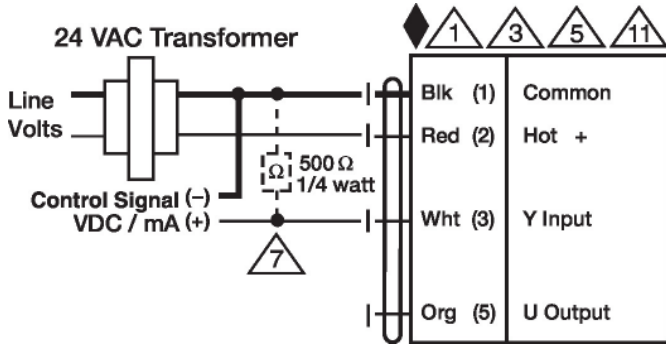 24 VAC Transformer
1 3 5 11
Line
Volts
Blk (1) Common
Red (2) Hot +
Ω 500 Ω
1/4 watt
Control Signal (–)
VDC / mA (+)
Wht (3) Y Input
7
Org (5) U Output